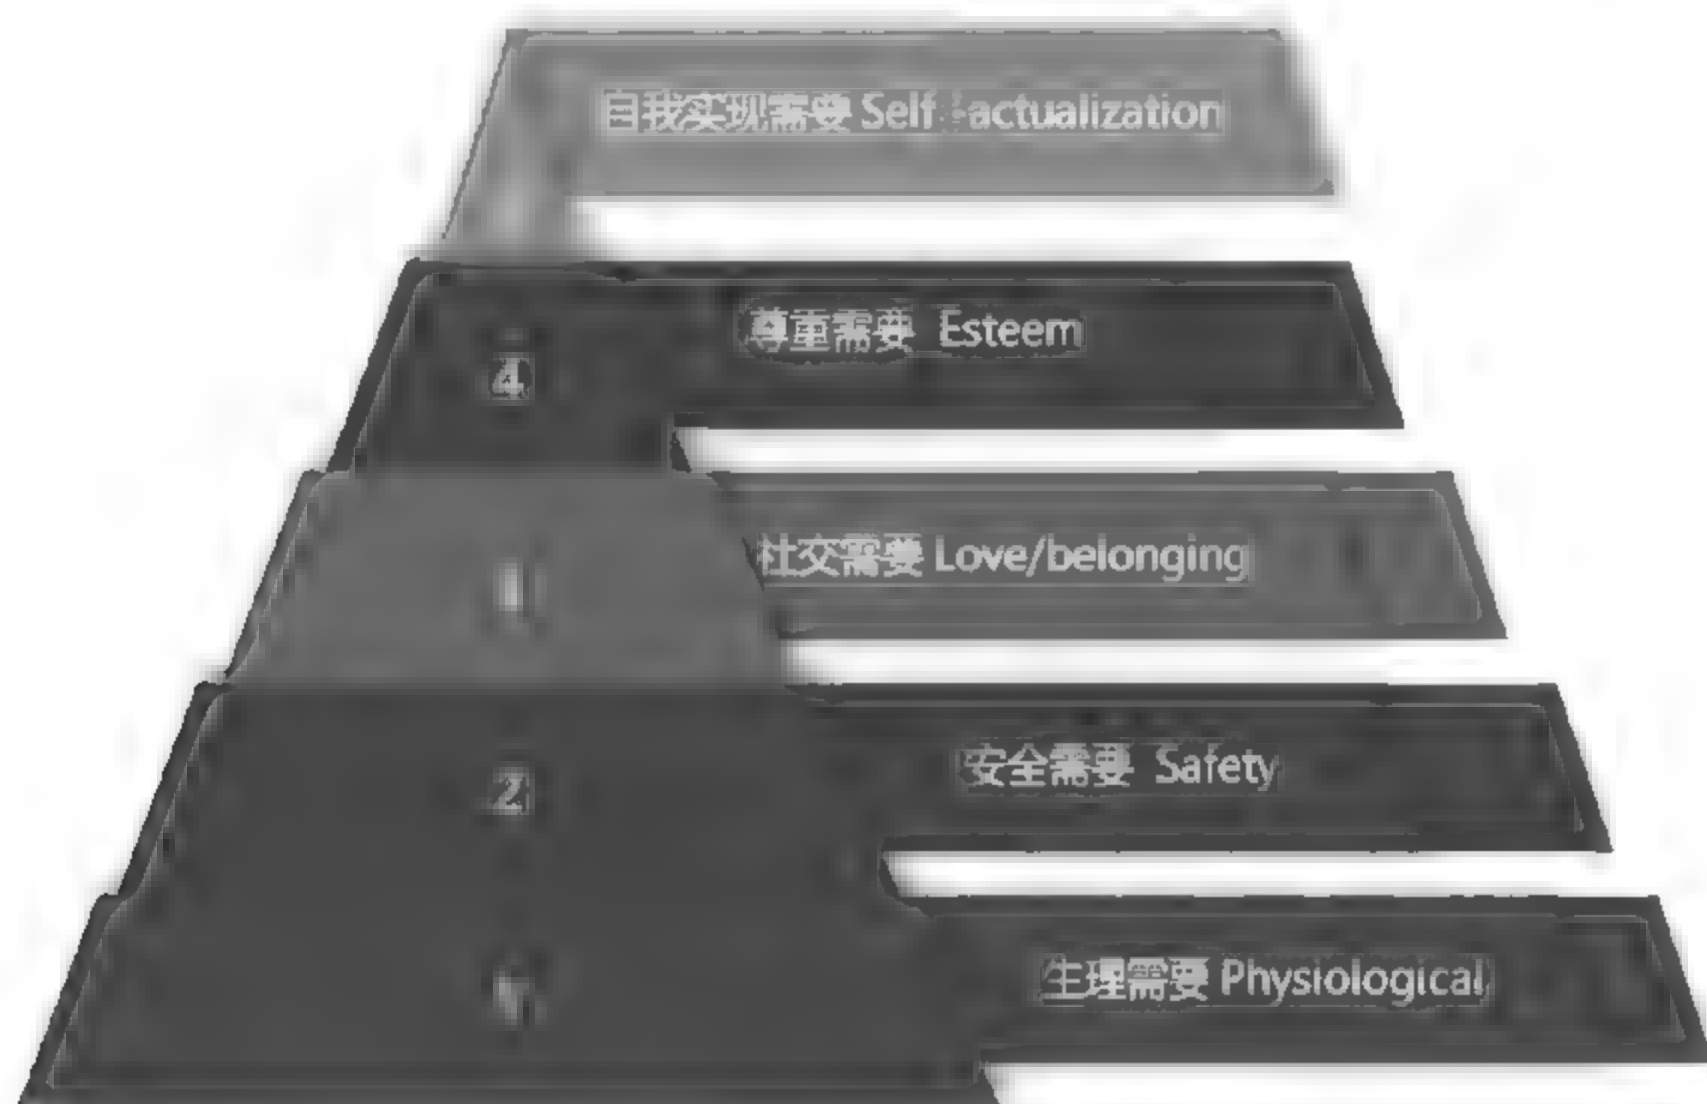 自我实现需要 Self-actualization
尊重需要 Esteem
4
社交需要 Love/belonging
安全需要 Safety
2
生理需要 Physiological